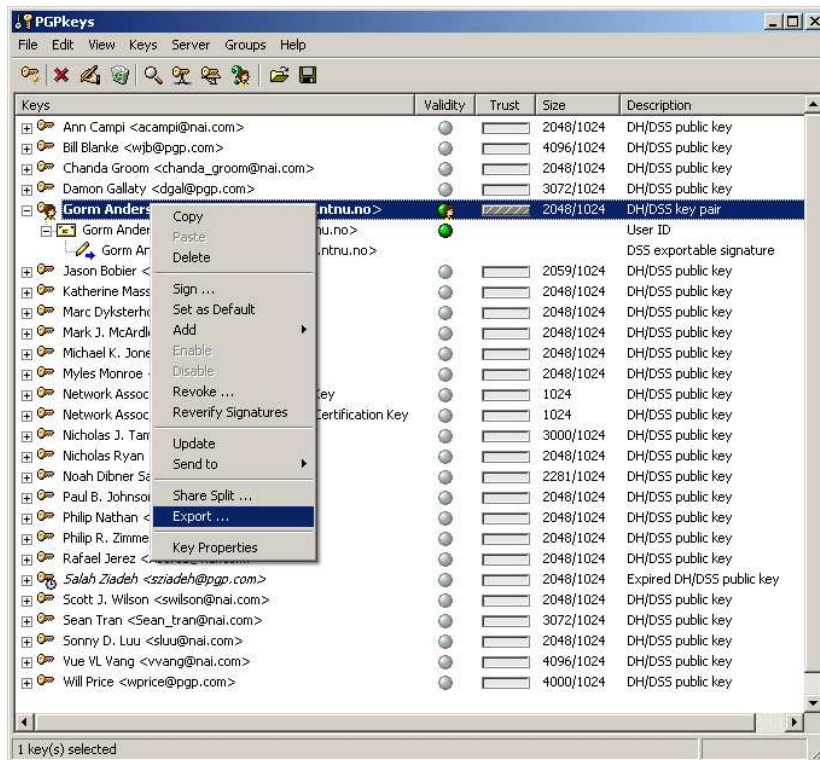 PGPkeys
File Edit View Keys Server Groups Help
Keys Validity Trust Size Description
Ann Campi <acampi@nai.com> 2048/1024 DH/DSS public key
Bill Blanke <wjb@pgp.com> 4096/1024 DH/DSS public key
Chanda Groom <chanda_groom@nai.com> 2048/1024 DH/DSS public key
Damon Gallaty <dgal@pgp.com> 3072/1024 DH/DSS public key
Gorm Anders .ntnu.no> 2048/1024 DH/DSS key pair
Gorm Ander nu.no> User ID
Gorm An .ntnu.no> DSS exportable signature
Jason Bobier < 2059/1024 DH/DSS public key
Katherine Mass 2048/1024 DH/DSS public key
Marc Dyksterho 2048/1024 DH/DSS public key
Mark J. McArdl 2048/1024 DH/DSS public key
Michael K. Jone 2048/1024 DH/DSS public key
Myles Monroe 2048/1024 DH/DSS public key
Network Assoc Key 1024 DH/DSS public key
Network Assoc Certification Key 1024 DH/DSS public key
Nicholas J. Tam 3000/1024 DH/DSS public key
Nicholas Ryan 2048/1024 DH/DSS public key
Noah Dibner Sa 2281/1024 DH/DSS public key
Paul B. Johnson 2048/1024 DH/DSS public key
Philip Nathan < 2048/1024 DH/DSS public key
Philip R. Zimme 2048/1024 DH/DSS public key
Rafael Jerez < 2048/1024 DH/DSS public key
Salah Ziadeh <sziadeh@pgp.com> 2048/1024 Expired DH/DSS public key
Scott J. Wilson <swilson@nai.com> 2048/1024 DH/DSS public key
Sean Tran <Sean_tran@nai.com> 3072/1024 DH/DSS public key
Sonny D. Luu <sluu@nai.com> 2048/1024 DH/DSS public key
Vue VL Vang <vvang@nai.com> 4096/1024 DH/DSS public key
Will Price <wprice@pgp.com> 4000/1024 DH/DSS public key
Copy
Paste
Delete
Sign ...
Set as Default
Add
Enable
Disable
Revoke ...
Reverify Signatures
Update
Send to
Share Split ...
Export ...
Key Properties
1 key(s) selected